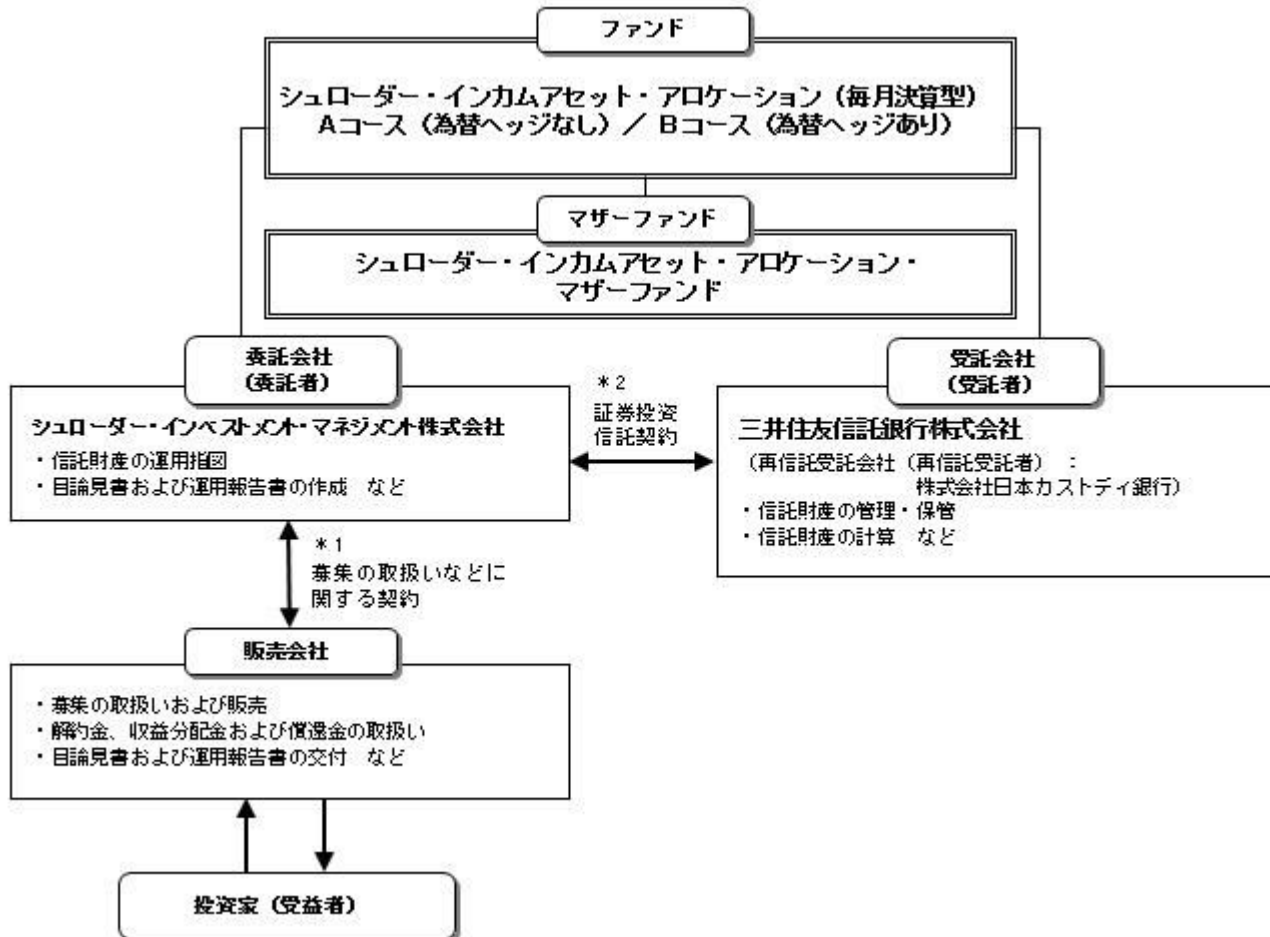 ファンド
シュローダー・インカムアセット・アロケーション（毎月決算型）
Aコース（為替ヘッジなし）／Bコース（為替ヘッジあり）
マザーファンド
シュローダー・インカムアセット・アロケーション・
マザーファンド
委託会社
（委託者）
シュローダー・インベストメント・マネジメント株式会社
・信託財産の運用指図
・目論見書および運用報告書の作成　など
＊2
証券投資
信託契約
受託会社
（受託者）
三井住友信託銀行株式会社
（再信託受託会社（再信託受託者）：
株式会社日本カストディ銀行）
・信託財産の管理・保管
・信託財産の計算　など
＊1
募集の取扱いなどに
関する契約
販売会社
・募集の取扱いおよび販売
・解約金、収益分配金および償還金の取扱い
・目論見書および運用報告書の交付　など
投資家（受益者）